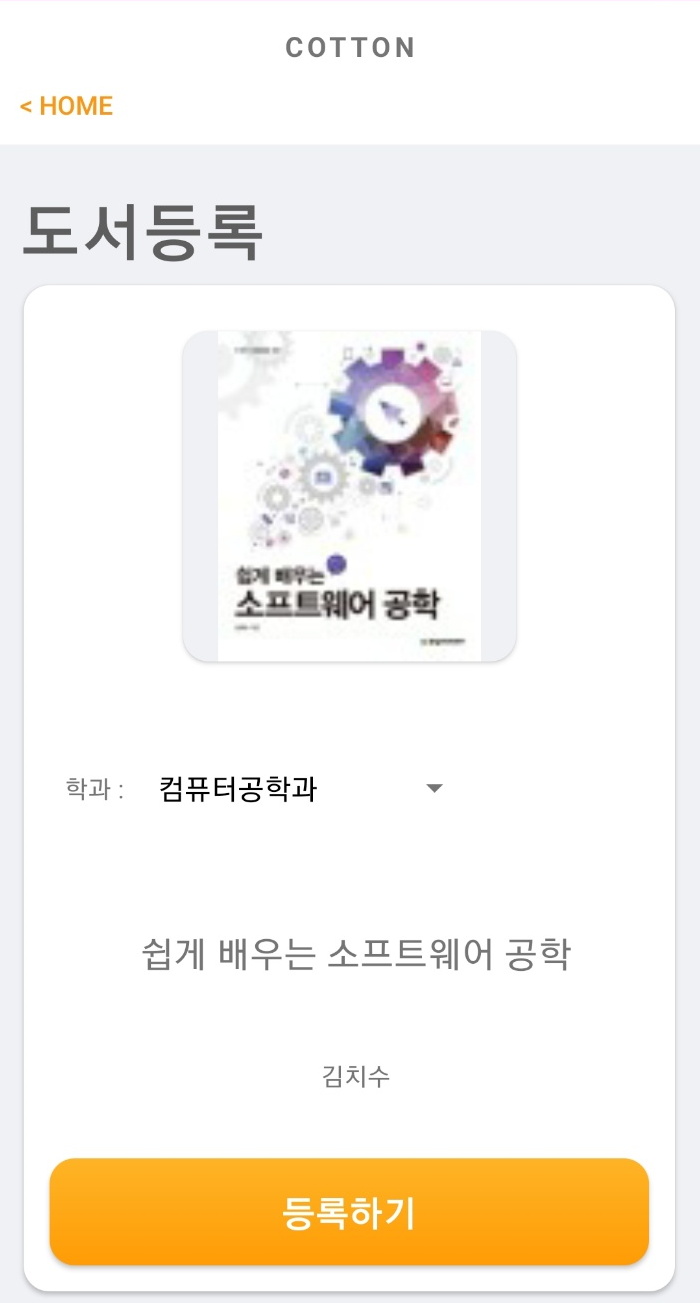 COTTON
< HOME
도서등록
쉽게 배우는
소프트웨어 공학
학과 :
컴퓨터공학과
쉽게 배우는 소프트웨어 공학
김치수
등록하기